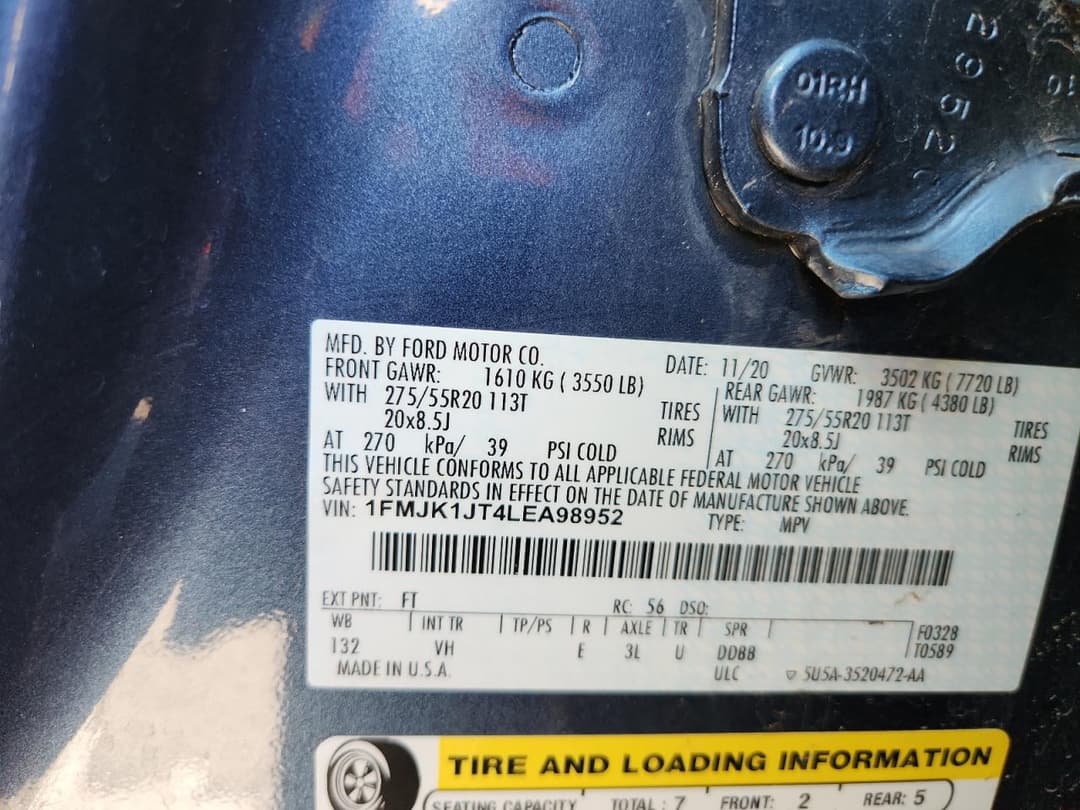 01RH
10.9
2952
10
MFD. BY FORD MOTOR CO.
DATE: 11/20 GVWR: 3502 KG ( 7720 LB)
FRONT GAWR: 1610 KG ( 3550 LB)
REAR GAWR: 1987 KG ( 4380 LB)
WITH 275/55R20 113T TIRES
WITH 275/55R20 113T TIRES
20x8.5J RIMS
20x8.5J RIMS
AT 270 kPa/ 39 PSI COLD
AT 270 kPa/ 39 PSI COLD
THIS VEHICLE CONFORMS TO ALL APPLICABLE FEDERAL MOTOR VEHICLE
SAFETY STANDARDS IN EFFECT ON THE DATE OF MANUFACTURE SHOWN ABOVE.
VIN: 1FMJK1JT4LEA98952
TYPE: MPV
EXT PNT: FT RC: 56 DSO:
WB INT TR TP/PS R AXLE TR SPR F0328
132 VH E 3L U DDBB T0589
MADE IN U.S.A. ULC ▽ 5U5A-3520472-AA
TIRE AND LOADING INFORMATION
SEATING CAPACITY TOTAL : 7 FRONT: 2 REAR: 5